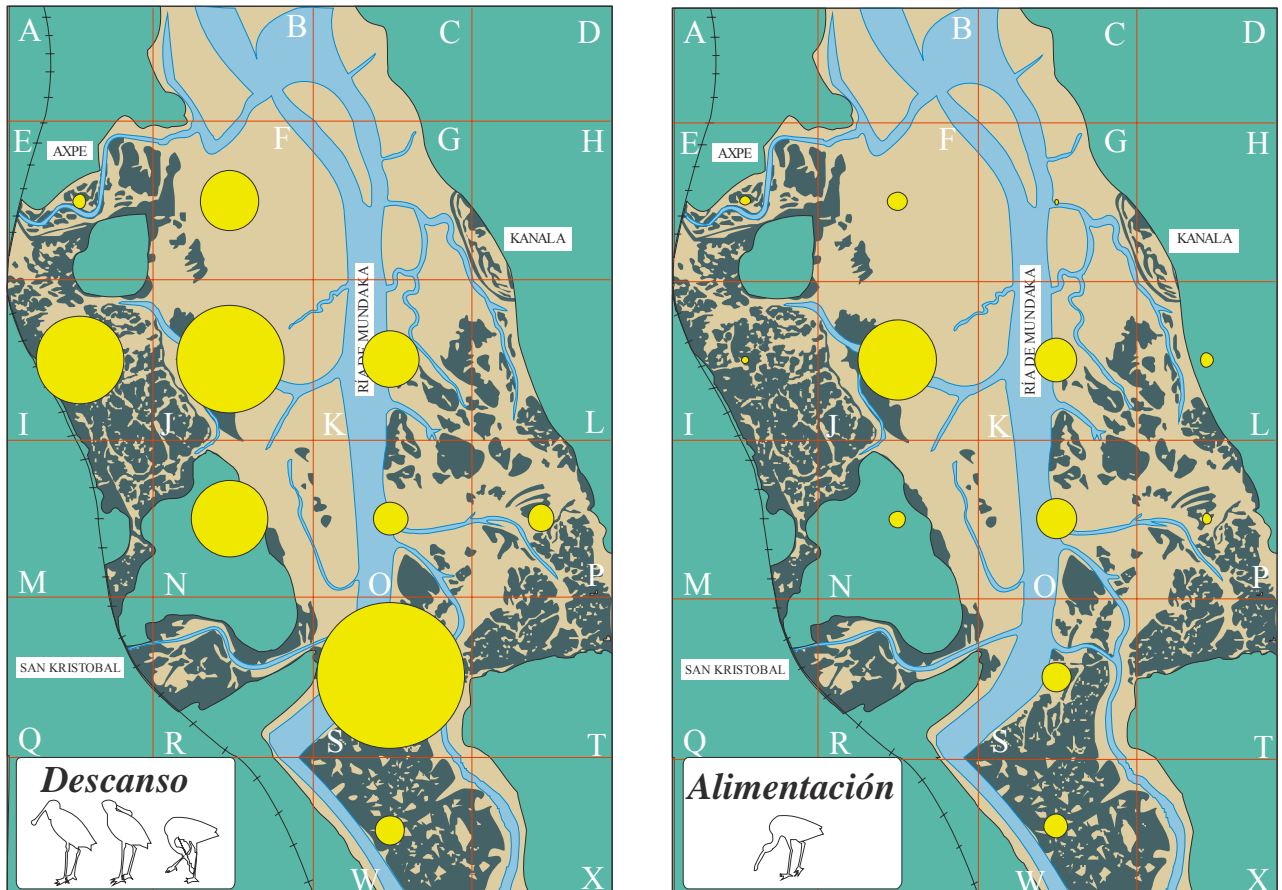 A B C D
E F G H
AXPE
KANALA
RÍA DE MUNDAKA
I J K L
M N O P
SAN KRISTOBAL
Q R S T
Descanso
W X
A B C D
E F G H
AXPE
KANALA
RÍA DE MUNDAKA
I J K L
M N O P
SAN KRISTOBAL
Q R S T
Alimentación
W X